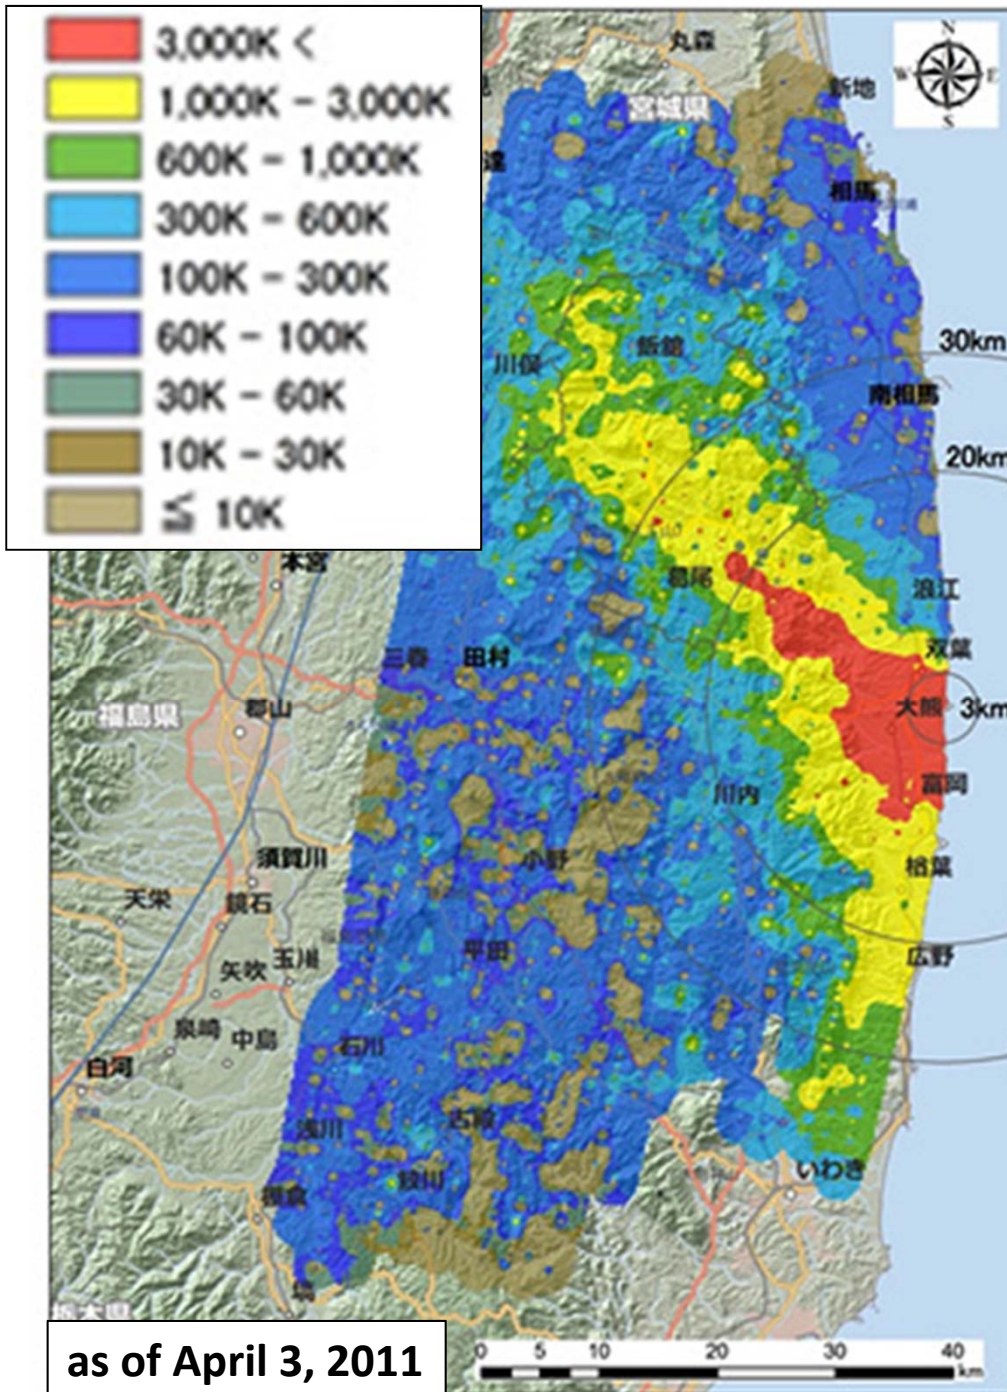 3,000K <
1,000K – 3,000K
600K – 1,000K
300K – 600K
100K – 300K
60K – 100K
30K – 60K
10K – 30K
≦ 10K
丸森
N
W E
S
新地
宮城県
達
相馬
30km
飯舘
川俣
南相馬
20km
本宮
葛尾
浪江
双葉
三春
田村
大熊
3km
福島県
郡山
富岡
川内
須賀川
小野
楢葉
天栄
鏡石
平田
広野
玉川
矢吹
泉崎
中島
石川
白河
古殿
浅川
いわき
鮫川
棚倉
塙
栃木県
as of April 3, 2011
0 5 10 20 30 40
km